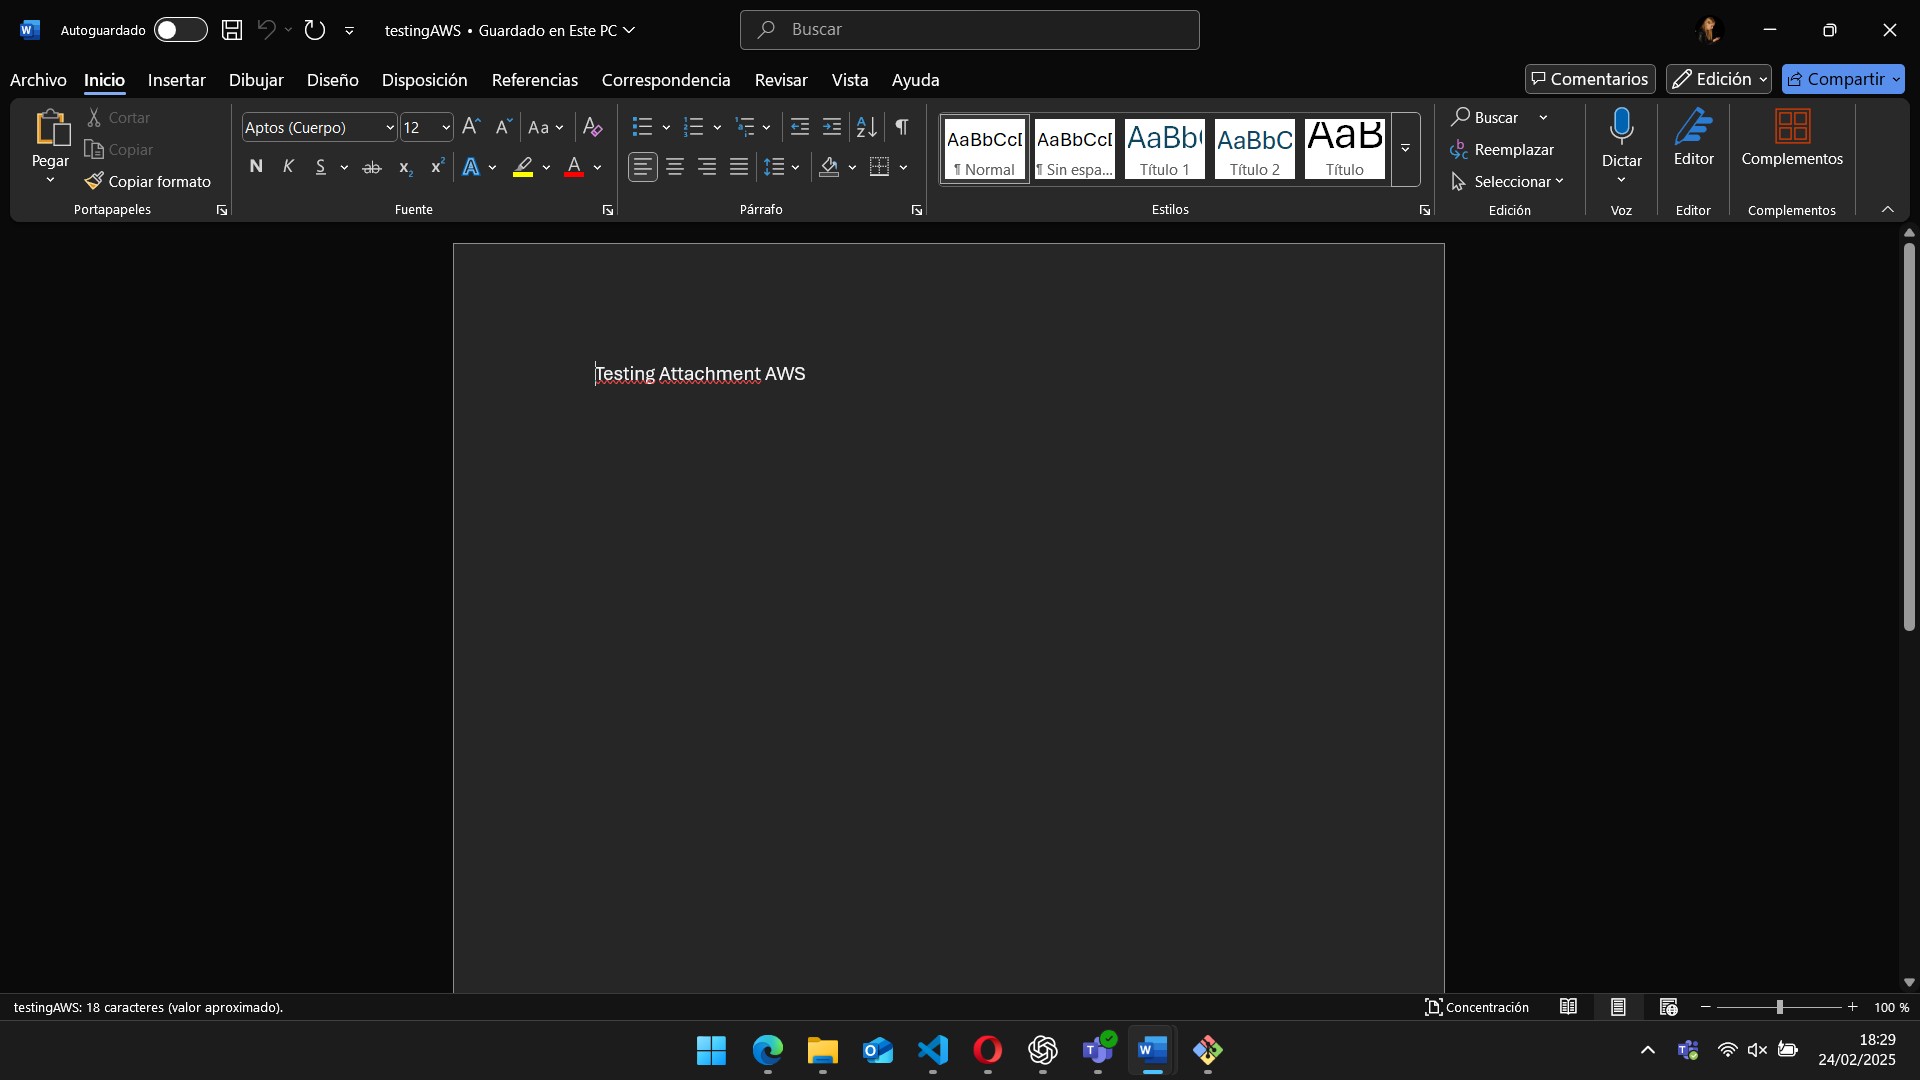 Autoguardado
testingAWS • Guardado en Este PC
Buscar
Archivo Inicio Insertar Dibujar Diseño Disposición Referencias Correspondencia Revisar Vista Ayuda
Comentarios Edición Compartir
Pegar
Cortar
Copiar
Copiar formato
Portapapeles
Aptos (Cuerpo) 12
N K S ab x₂ x² A A
Fuente
Párrafo
AaBbCcI AaBbCcI AaBb( AaBbC AaB
¶ Normal ¶ Sin espa... Título 1 Título 2 Título
Estilos
Buscar
Reemplazar
Seleccionar
Edición
Dictar
Voz
Editor
Editor
Complementos
Complementos
Testing Attachment AWS
testingAWS: 18 caracteres (valor aproximado).
Concentración
100 %
18:29
24/02/2025